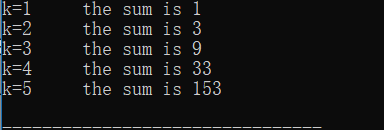 k=1     the sum is 1
k=2     the sum is 3
k=3     the sum is 9
k=4     the sum is 33
k=5     the sum is 153
--------------------------------